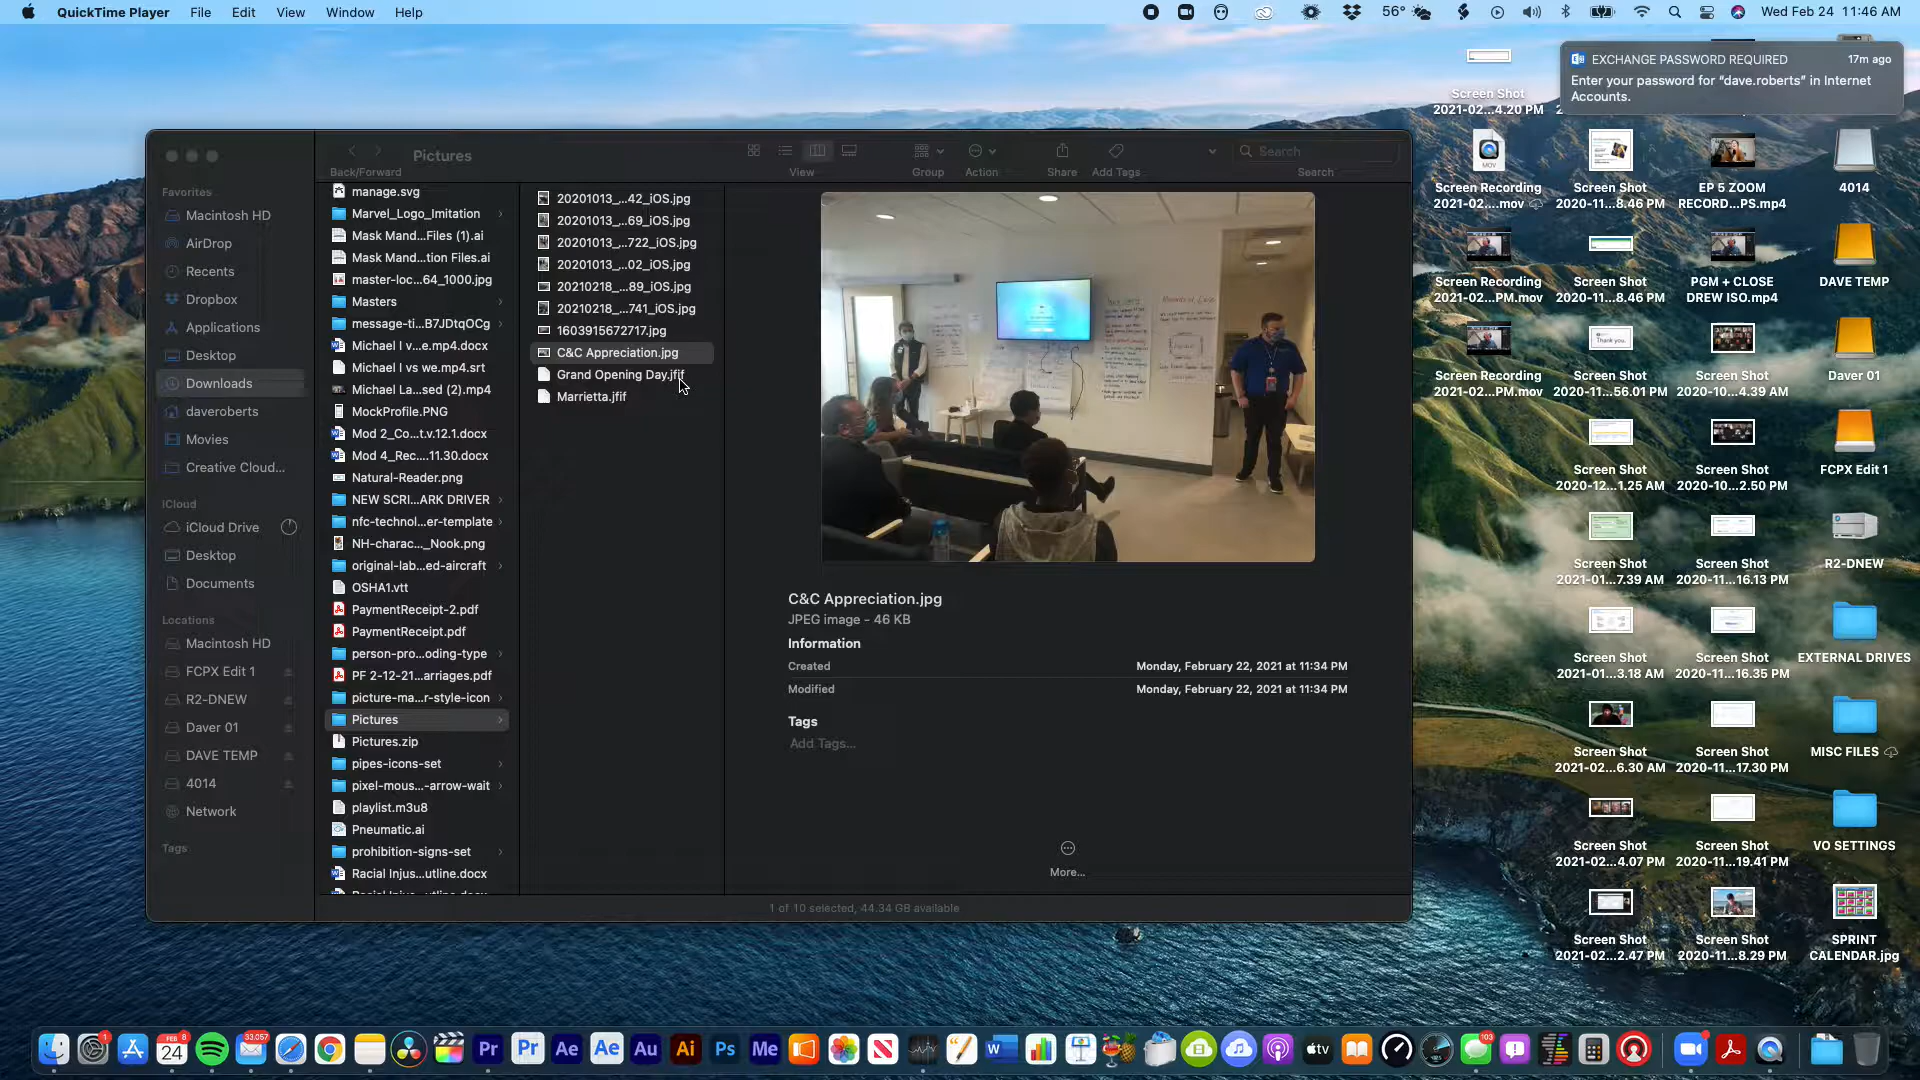 QuickTime Player File Edit View Window Help
56° Wed Feb 24 11:46 AM
EXCHANGE PASSWORD REQUIRED 17m ago
Enter your password for “dave.roberts” in Internet
Accounts.
Pictures
Back/Forward View Group Action Share Add Tags Search
Search
Favorites
Macintosh HD
AirDrop
Recents
Dropbox
Applications
Desktop
Downloads
daveroberts
Movies
Creative Cloud...
iCloud
iCloud Drive
Desktop
Documents
Locations
Macintosh HD
FCPX Edit 1
R2-DNEW
Daver 01
DAVE TEMP
4014
Network
Tags
manage.svg
Marvel_Logo_Imitation
Mask Mand...Files (1).ai
Mask Mand...tion Files.ai
master-loc...64_1000.jpg
Masters
message-ti...B7JDtqOCg
Michael I v...e.mp4.docx
Michael I vs we.mp4.srt
Michael La...sed (2).mp4
MockProfile.PNG
Mod 2_Co...t.v.12.1.docx
Mod 4_Rec....11.30.docx
Natural-Reader.png
NEW SCRI...ARK DRIVER
nfc-technol...er-template
NH-charac..._Nook.png
original-lab...ed-aircraft
OSHA1.vtt
PaymentReceipt-2.pdf
PaymentReceipt.pdf
person-pro...oding-type
PF 2-12-21...arriages.pdf
picture-ma...r-style-icon
Pictures
Pictures.zip
pipes-icons-set
pixel-mous...-arrow-wait
playlist.m3u8
Pneumatic.ai
prohibition-signs-set
Racial Injus...utline.docx
20201013_...42_iOS.jpg
20201013_...69_iOS.jpg
20201013_...722_iOS.jpg
20201013_...02_iOS.jpg
20210218_...89_iOS.jpg
20210218_...741_iOS.jpg
1603915672717.jpg
C&C Appreciation.jpg
Grand Opening Day.jfif
Marrietta.jfif
C&C Appreciation.jpg
JPEG image - 46 KB
Information
Created Monday, February 22, 2021 at 11:34 PM
Modified Monday, February 22, 2021 at 11:34 PM
Tags
Add Tags...
More...
1 of 10 selected, 44.34 GB available
Screen Shot
2021-02...4.20 PM
Screen Recording
2021-02....mov
Screen Shot
2020-11...8.46 PM
EP 5 ZOOM
RECORD...PS.mp4
4014
Screen Recording
2021-02...PM.mov
Screen Shot
2020-11...8.46 PM
PGM + CLOSE
DREW ISO.mp4
DAVE TEMP
Screen Recording
2021-02...PM.mov
Thank you.
Screen Shot
2020-11...56.01 PM
Screen Shot
2020-10...4.39 AM
Daver 01
Screen Shot
2020-12...1.25 AM
Screen Shot
2020-10...2.50 PM
FCPX Edit 1
Screen Shot
2021-01...7.39 AM
Screen Shot
2020-11...16.13 PM
R2-DNEW
Screen Shot
2021-01...3.18 AM
Screen Shot
2020-11...16.35 PM
EXTERNAL DRIVES
Screen Shot
2021-02...6.30 AM
Screen Shot
2020-11...17.30 PM
MISC FILES
Screen Shot
2021-02...4.07 PM
Screen Shot
2020-11...19.41 PM
VO SETTINGS
Screen Shot
2021-02...2.47 PM
Screen Shot
2020-11...8.29 PM
SPRINT
CALENDAR.jpg
MOV
1 FEB 8 24 33,057 Pr Pr Ae Ae Au Ai Ps Me W tv 103